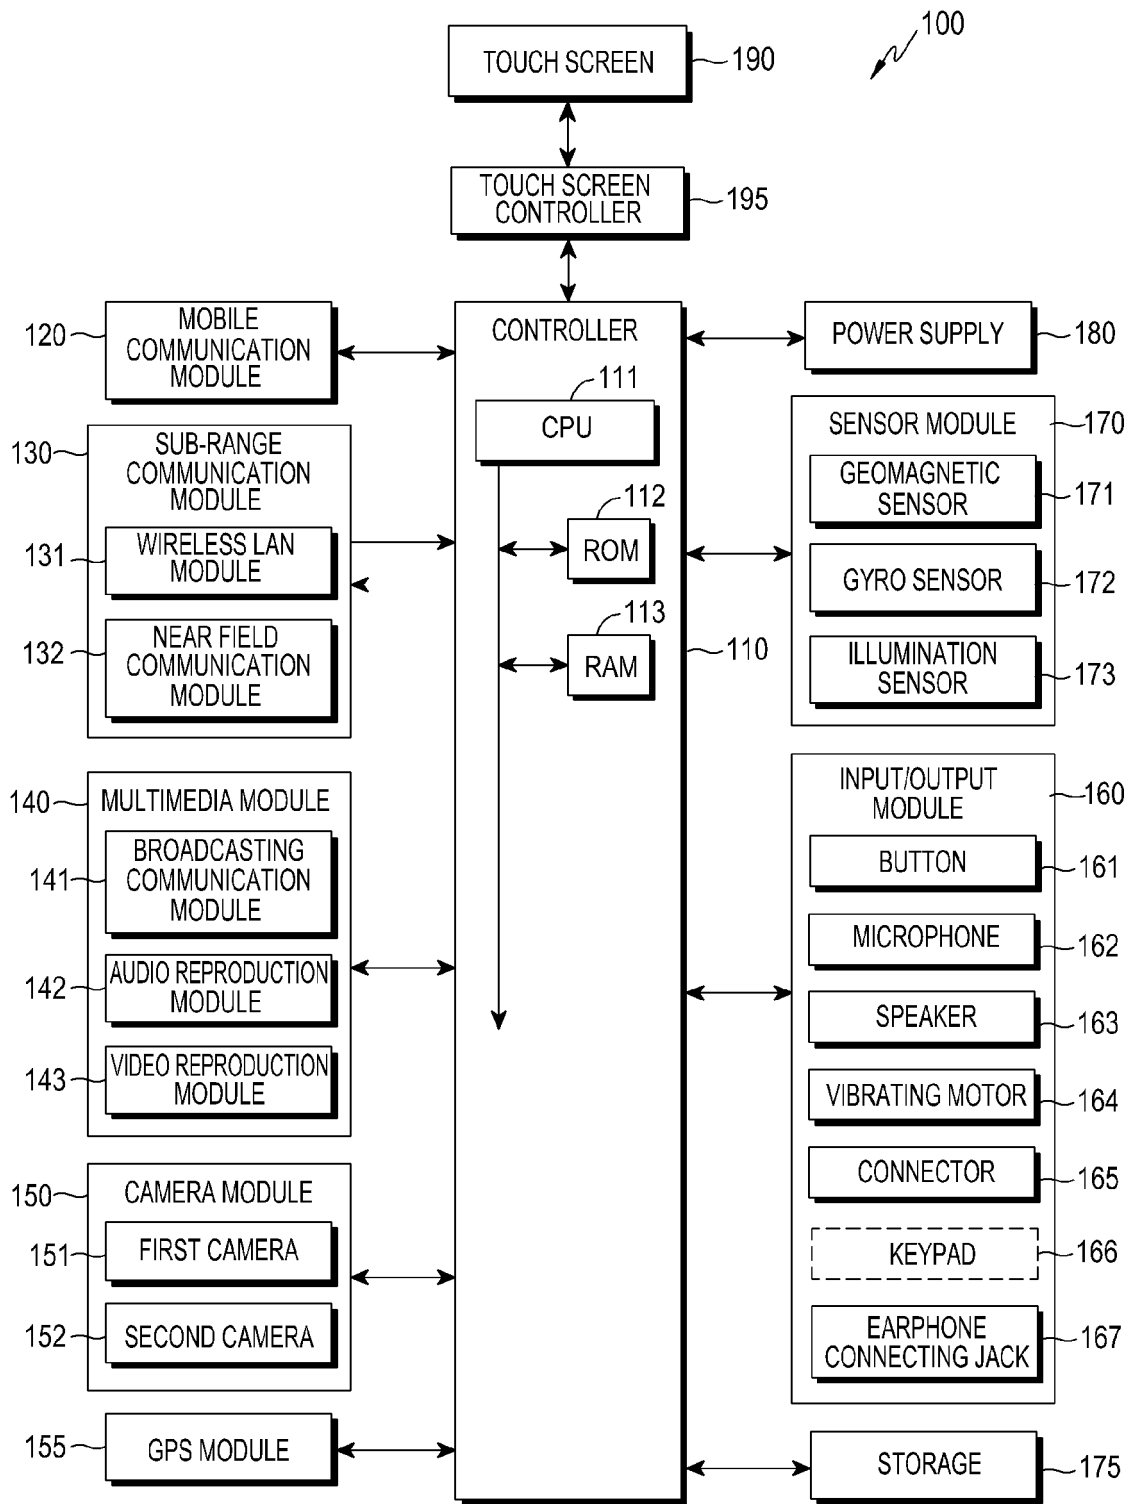 100
TOUCH SCREEN
190
TOUCH SCREEN
CONTROLLER
195
120
MOBILE
COMMUNICATION
MODULE
130
SUB-RANGE
COMMUNICATION
MODULE
131
WIRELESS LAN
MODULE
132
NEAR FIELD
COMMUNICATION
MODULE
140
MULTIMEDIA MODULE
141
BROADCASTING
COMMUNICATION
MODULE
142
AUDIO REPRODUCTION
MODULE
143
VIDEO REPRODUCTION
MODULE
150
CAMERA MODULE
151
FIRST CAMERA
152
SECOND CAMERA
155
GPS MODULE
CONTROLLER
111
CPU
112
ROM
113
RAM
110
POWER SUPPLY
180
SENSOR MODULE
170
GEOMAGNETIC
SENSOR
171
GYRO SENSOR
172
ILLUMINATION
SENSOR
173
INPUT/OUTPUT
MODULE
160
BUTTON
161
MICROPHONE
162
SPEAKER
163
VIBRATING MOTOR
164
CONNECTOR
165
KEYPAD
166
EARPHONE
CONNECTING JACK
167
STORAGE
175